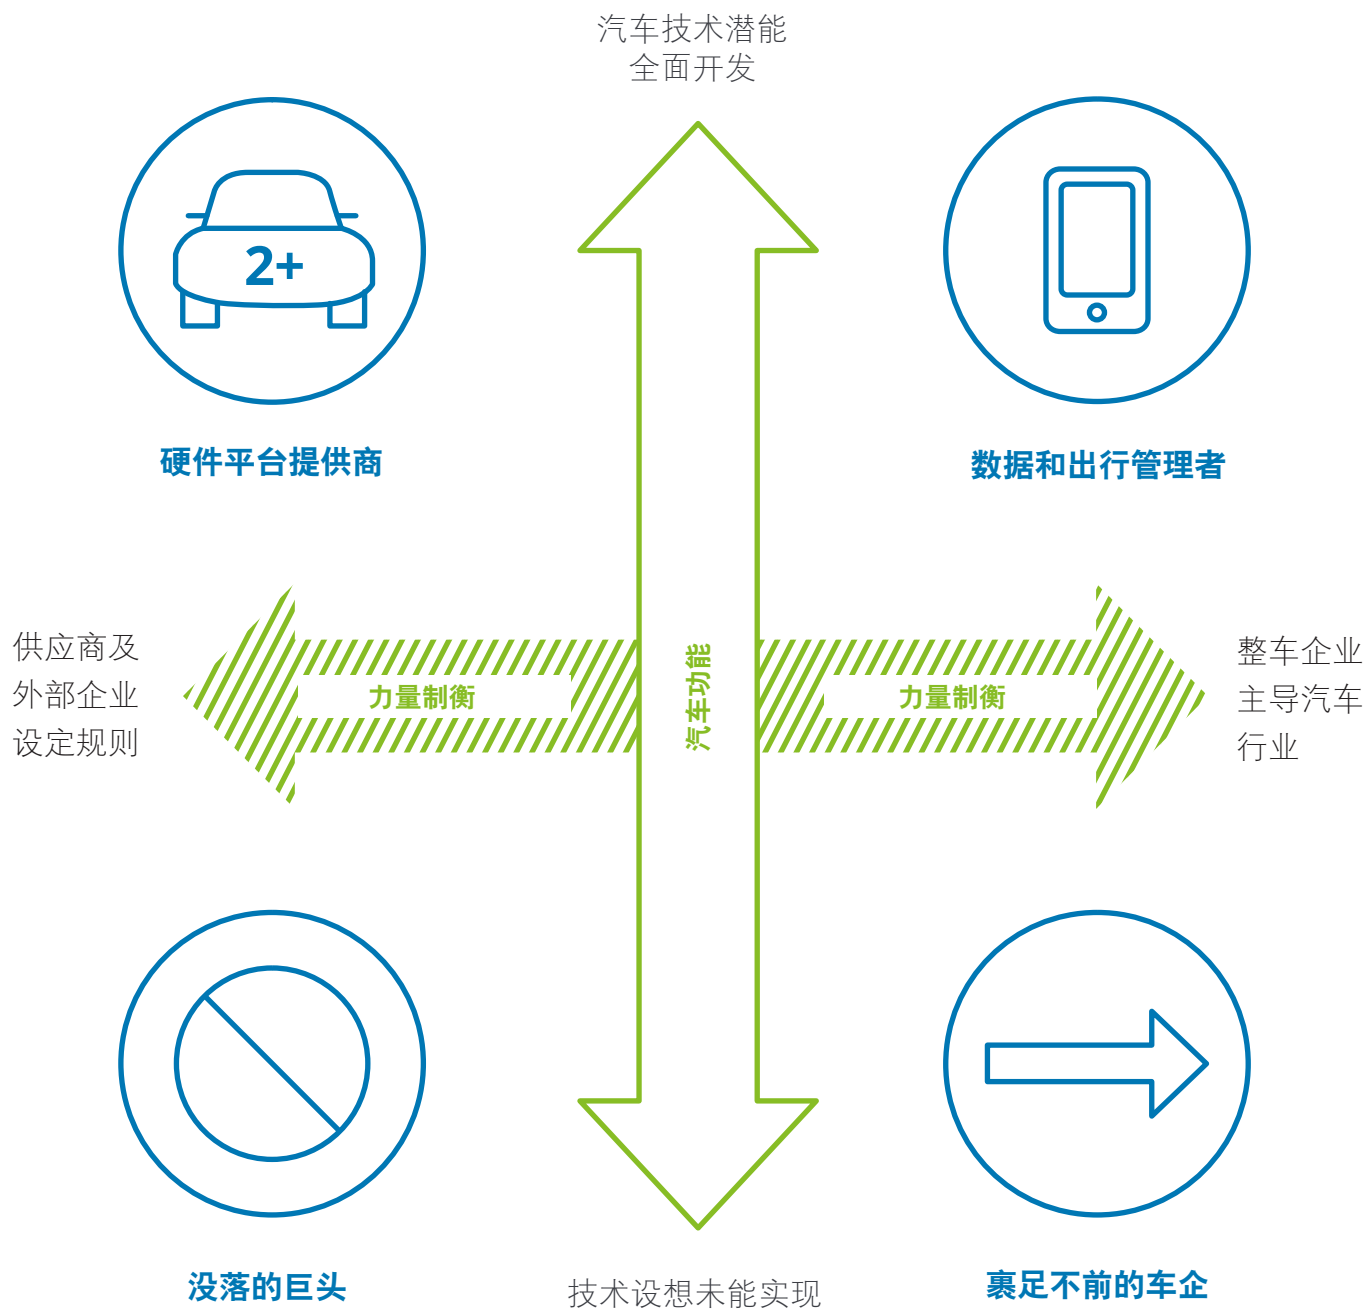 汽车技术潜能
全面开发
2+
硬件平台提供商
数据和出行管理者
供应商及
外部企业
设定规则
力量制衡
汽车功能
力量制衡
整车企业
主导汽车
行业
没落的巨头
技术设想未能实现
裹足不前的车企